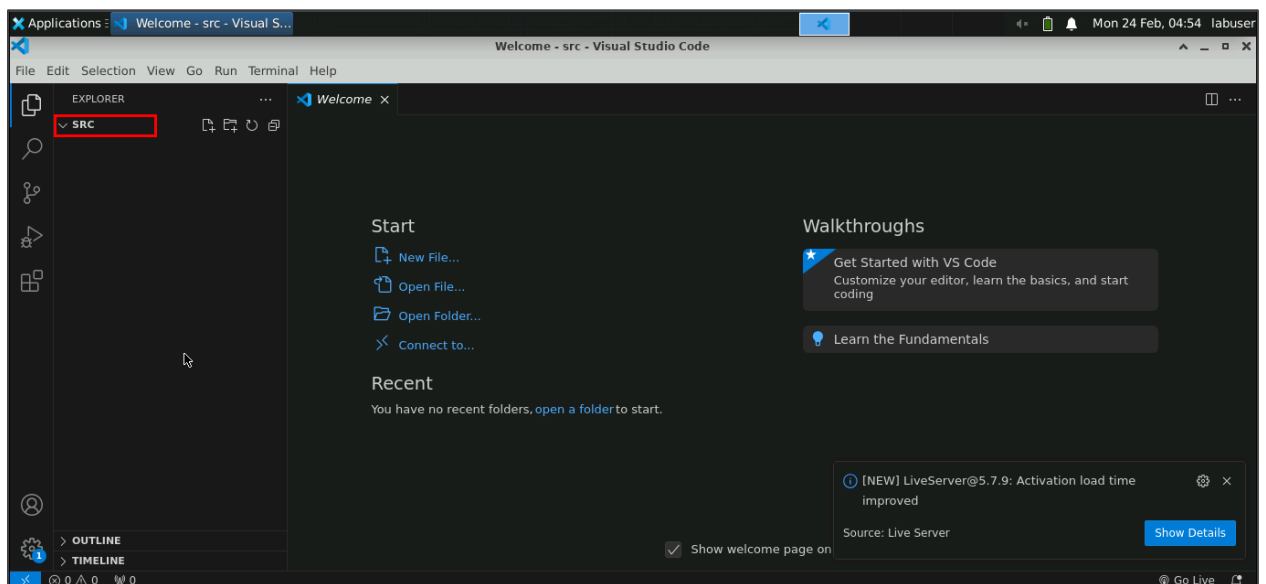 Applications Welcome - src - Visual S... Mon 24 Feb, 04:54 labuser
Welcome - src - Visual Studio Code
File Edit Selection View Go Run Terminal Help
EXPLORER ... Welcome
SRC
Start
New File...
Open File...
Open Folder...
Connect to...
Recent
You have no recent folders, open a folder to start.
Walkthroughs
Get Started with VS Code
Customize your editor, learn the basics, and start
coding
Learn the Fundamentals
[NEW] LiveServer@5.7.9: Activation load time
improved
Source: Live Server Show Details
Show welcome page on
OUTLINE
TIMELINE
1
0 0 0 Go Live